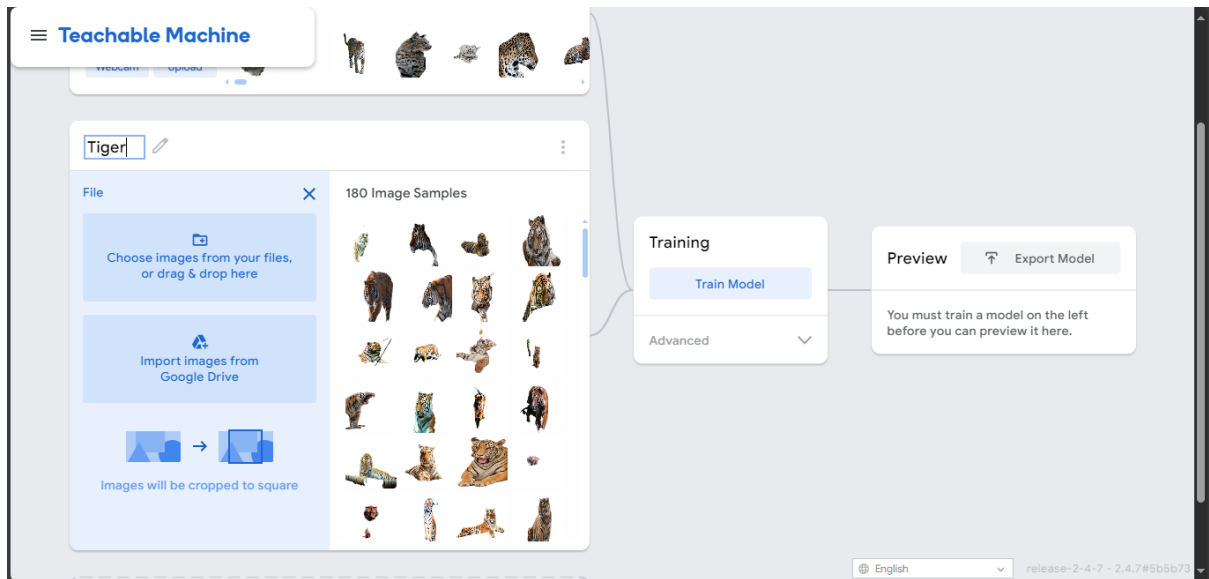 Teachable Machine
Webcam
Upload
Tiger
File
180 Image Samples
Choose images from your files,
or drag & drop here
Import images from
Google Drive
Images will be cropped to square
Training
Train Model
Advanced
Preview
Export Model
You must train a model on the left
before you can preview it here.
English
release-2-4-7 - 2.4.7#5b5b73